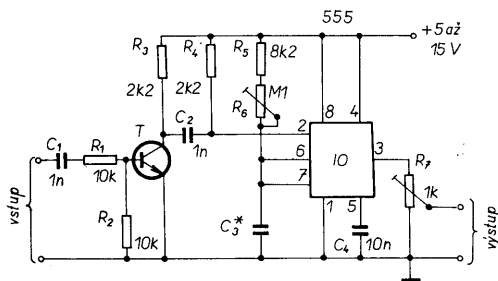 555
+5 až
15 V
R3
2k2
R4
2k2
R5
8k2
M1
R6
T
C2
1n
C1
1n
R1
10k
R2
10k
vstup
8
4
2
6
7
IO
3
1
5
C3*
C4
10n
R7
1k
výstup